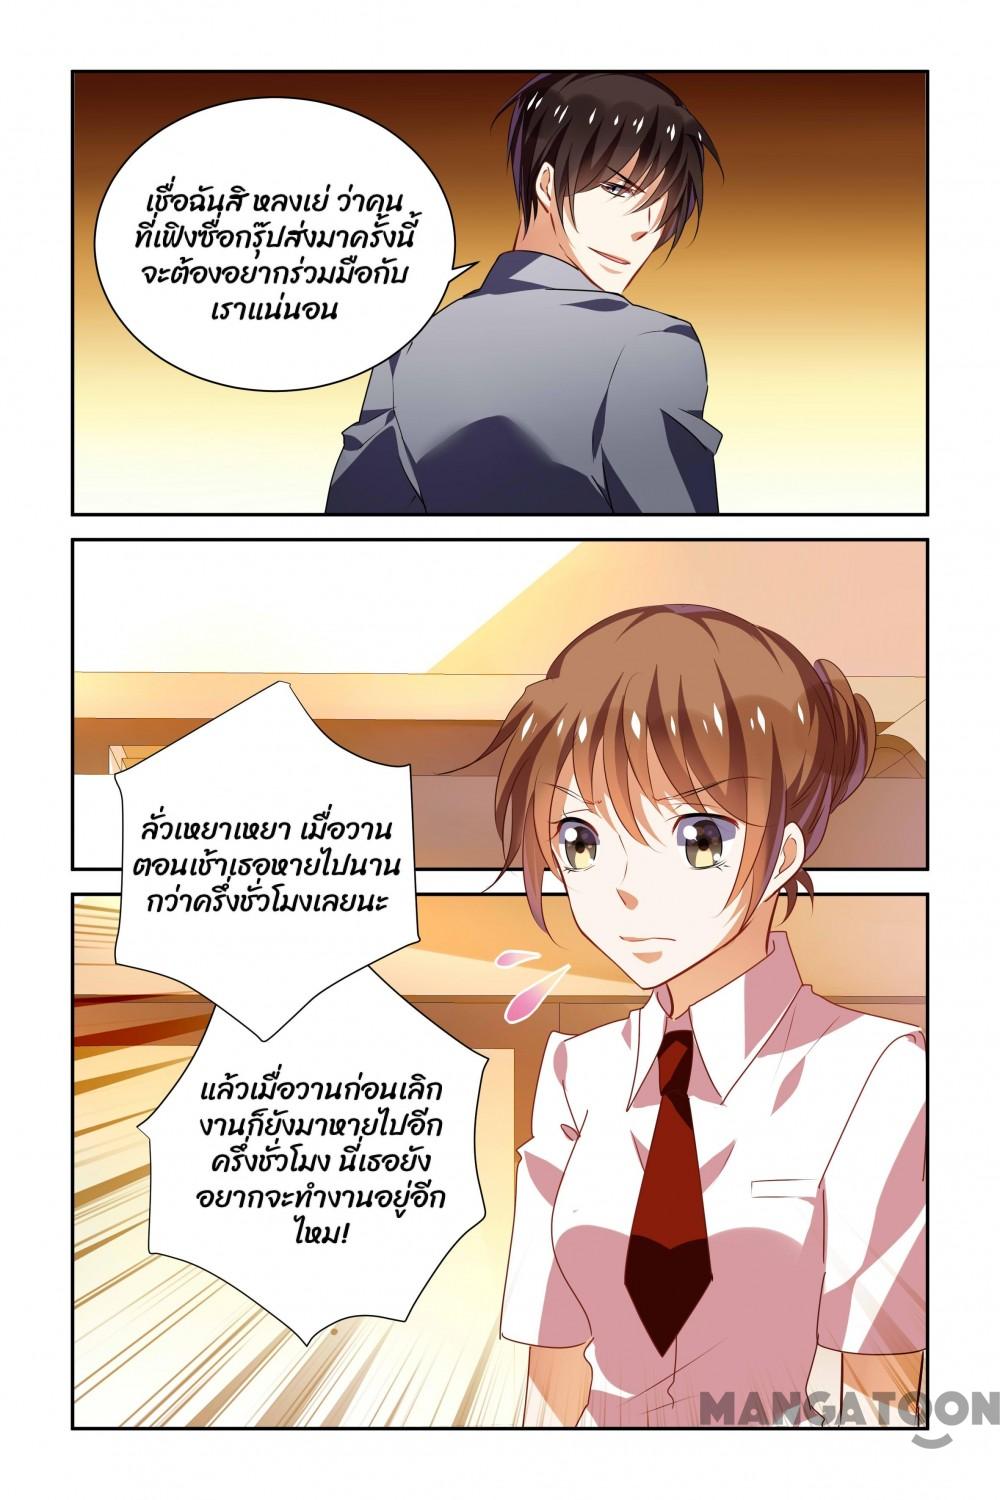 เชื่อฉันสิ หลงเย่ ว่าคน
ที่เฟิงซื่อกรุ๊ปส่งมาครั้งนี้
จะต้องอยากร่วมมือกับ
เราแน่นอน
ลั่วเหยาเหยา เมื่อวาน
ตอนเช้าเธอหายไปนาน
กว่าครึ่งชั่วโมงเลยนะ
แล้วเมื่อวานก่อนเลิก
งานก็ยังมาหายไปอีก
ครึ่งชั่วโมง นี่เธอยัง
อยากจะทำงานอยู่อีก
ไหม!
MANGATOON